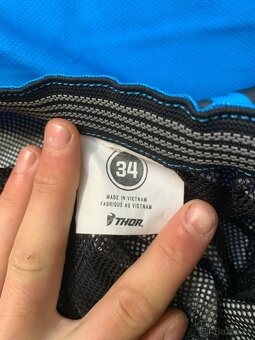 34
MADE IN VIETNAM
FABRIQUÉ AU VIETNAM
THOR.